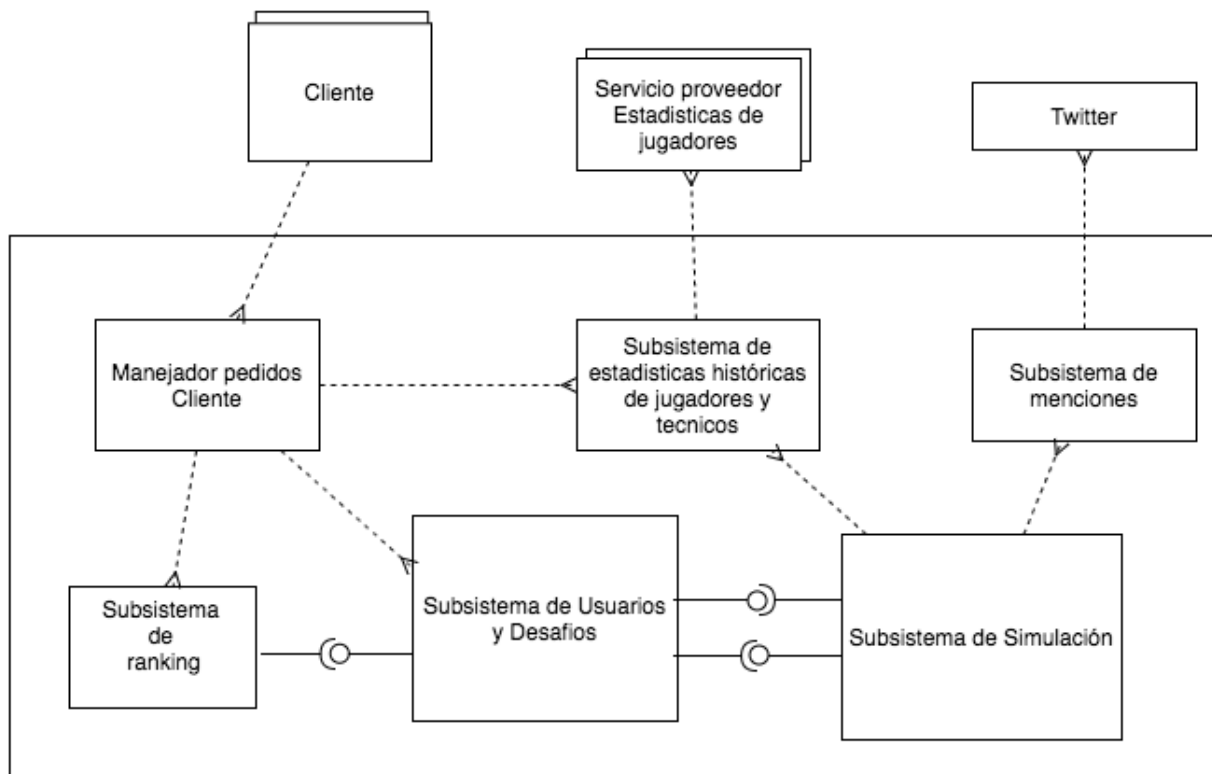 Cliente
Servicio proveedor
Estadisticas de
jugadores
Twitter
Manejador pedidos
Cliente
Subsistema de
estadisticas históricas
de jugadores y
tecnicos
Subsistema de
menciones
Subsistema
de
ranking
Subsistema de Usuarios
y Desafios
Subsistema de Simulación